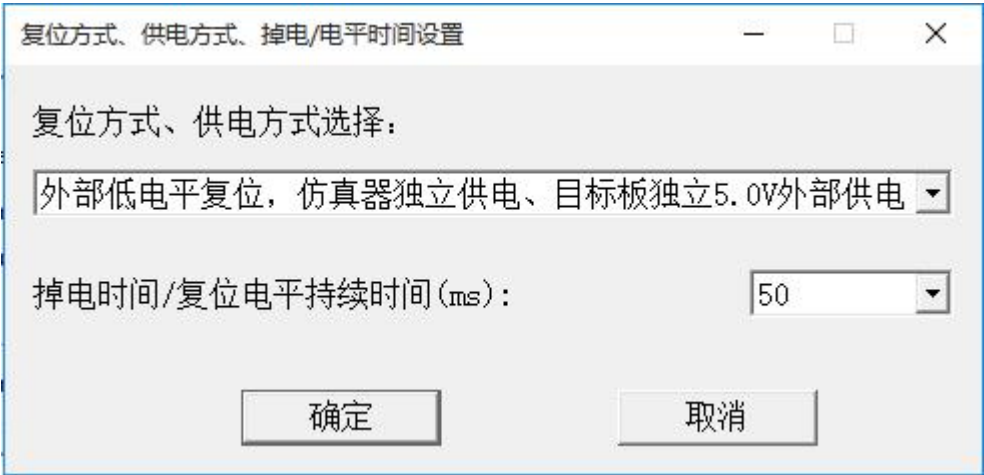 复位方式、供电方式、掉电/电平时间设置
复位方式、供电方式选择：
外部低电平复位，仿真器独立供电、目标板独立5.0V外部供电
掉电时间/复位电平持续时间(ms)： 50
确定 取消